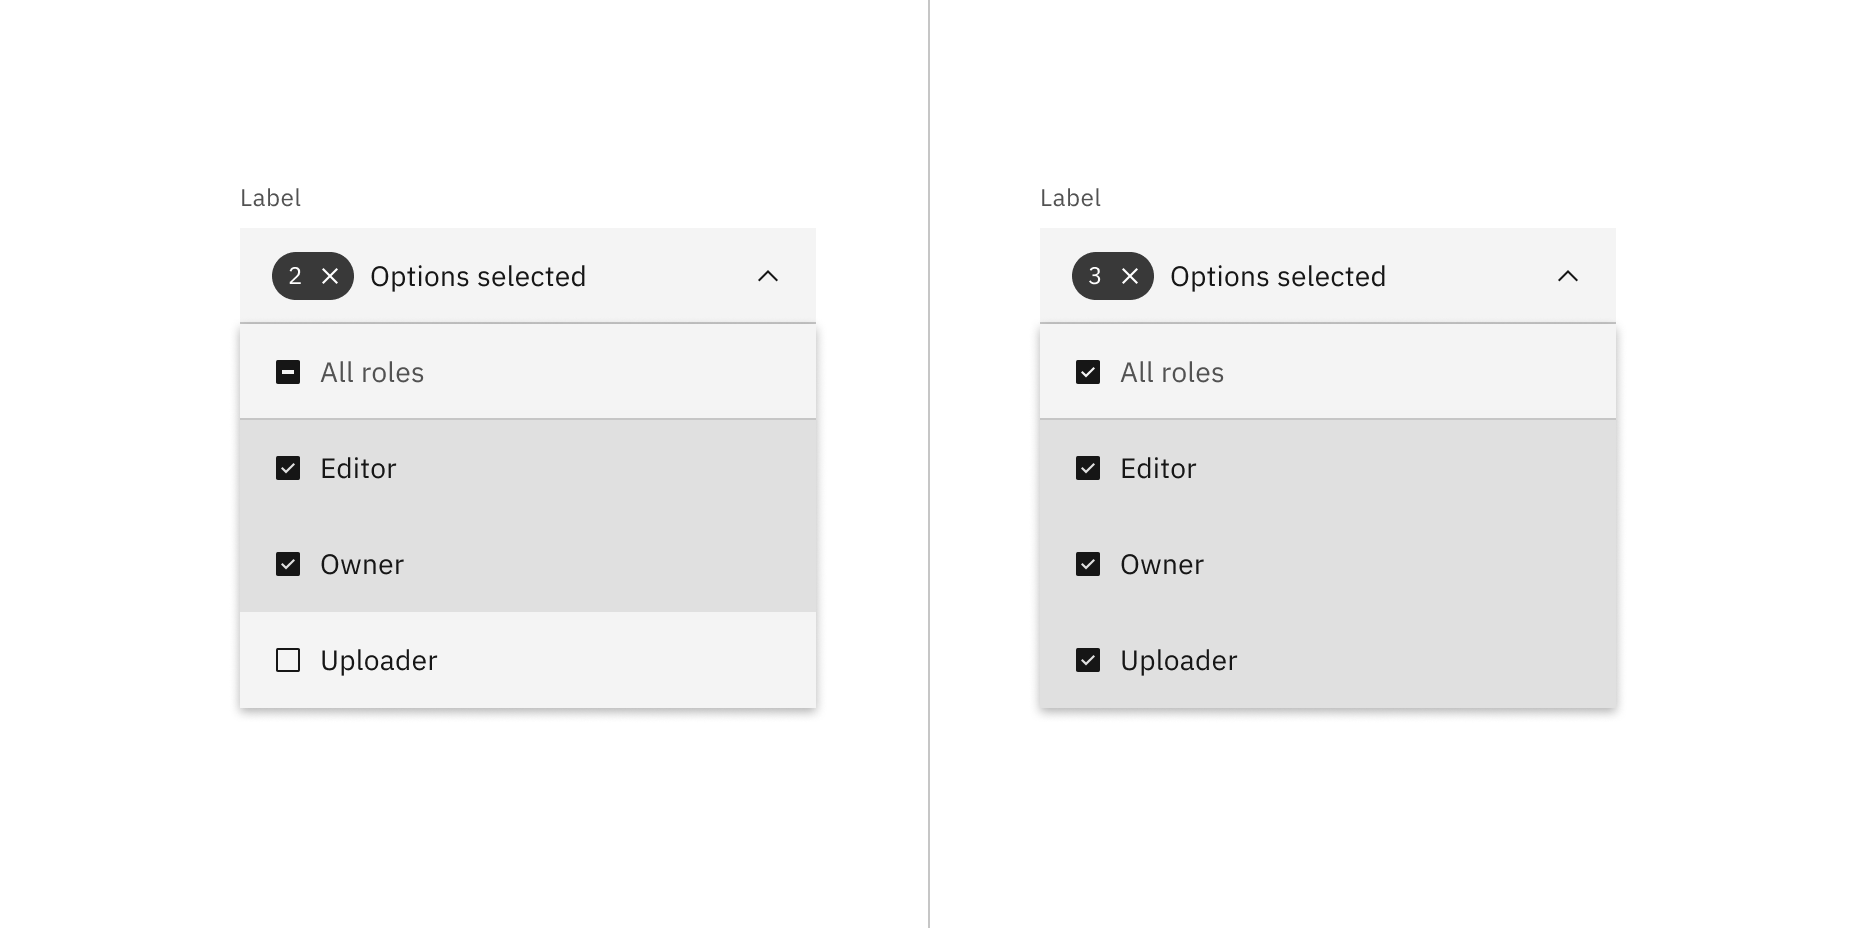 Label
2 Options selected
All roles
Editor
Owner
Uploader
Label
3 Options selected
All roles
Editor
Owner
Uploader